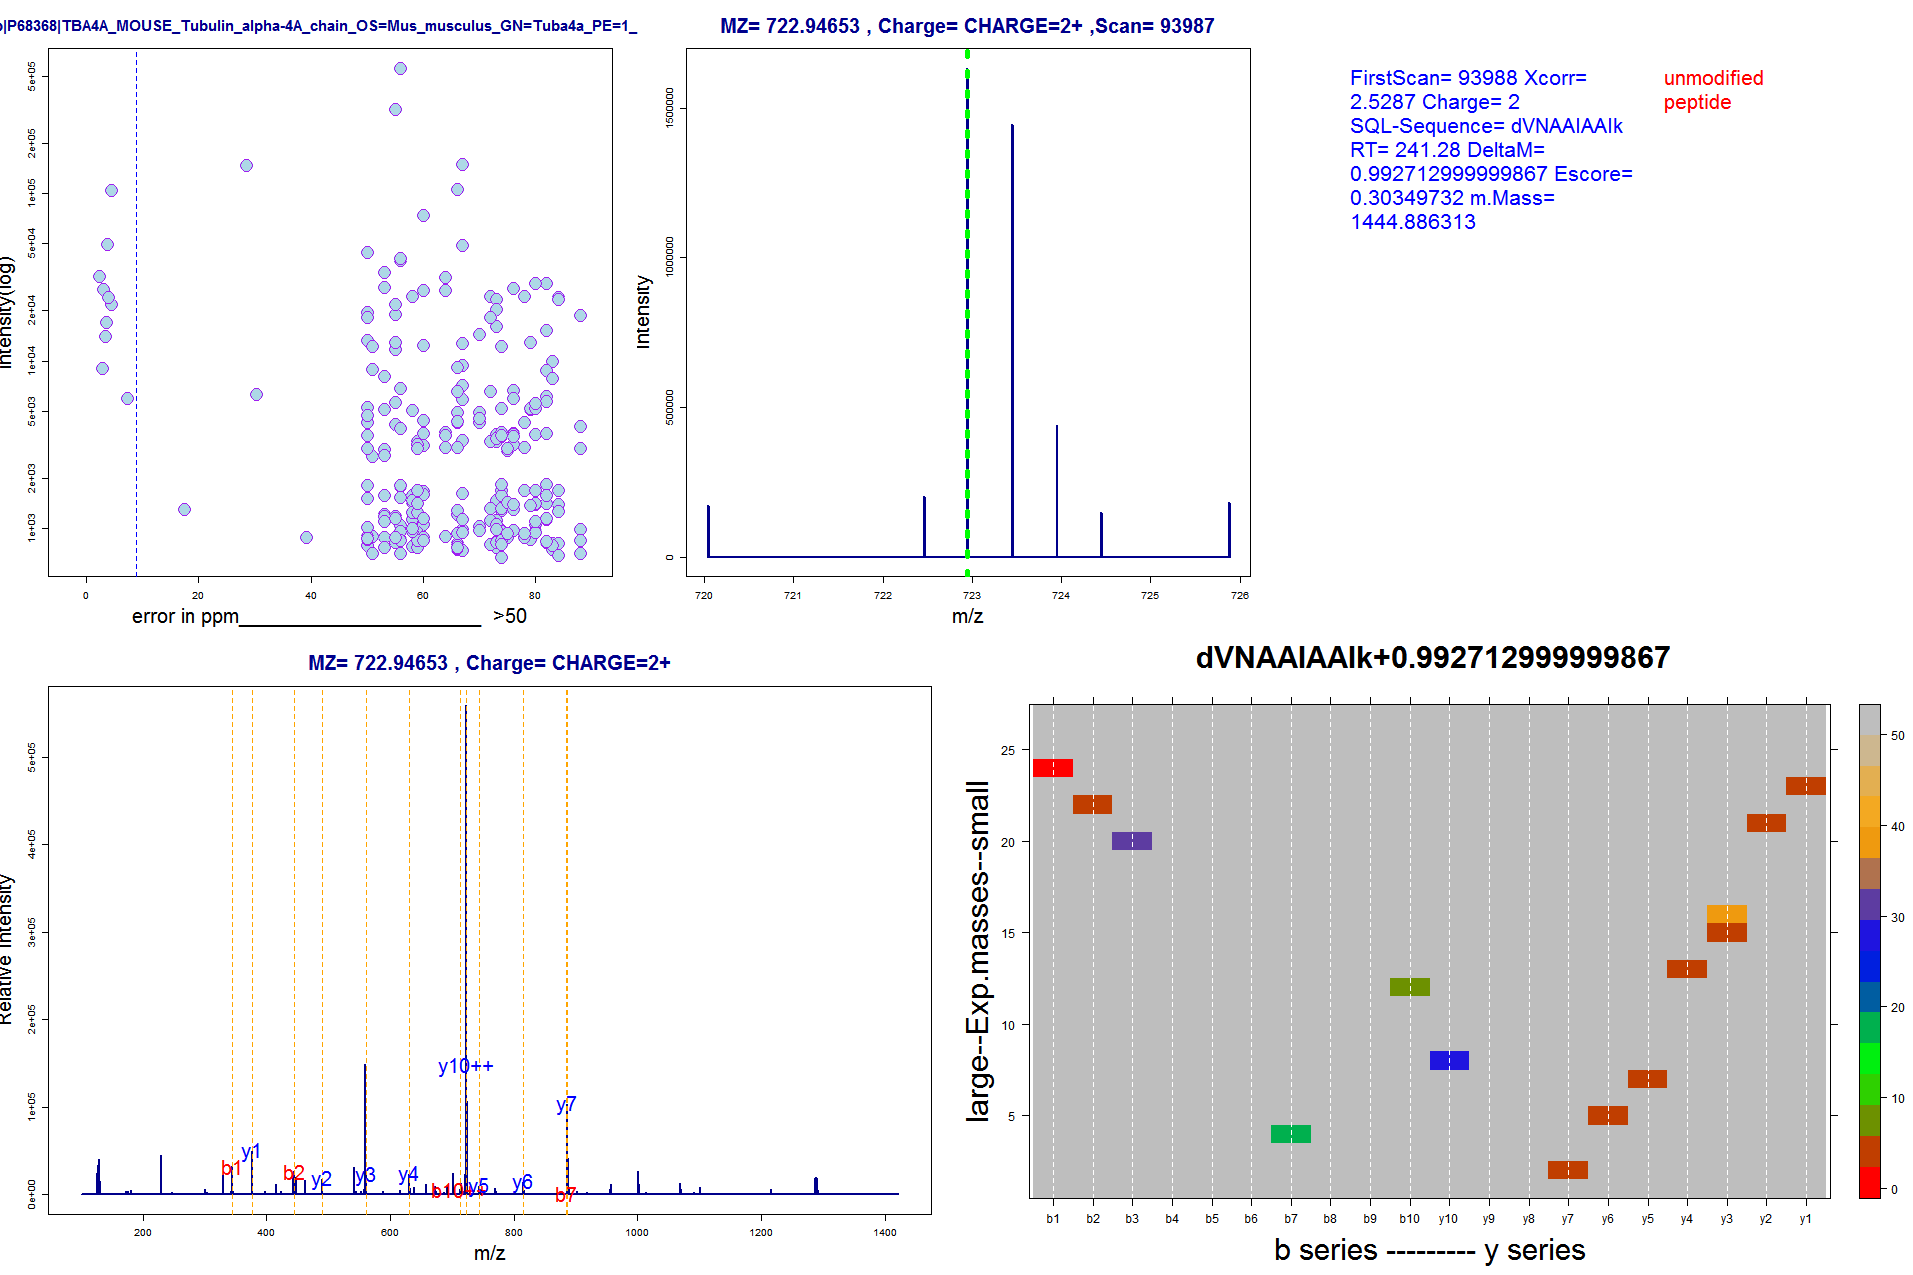 |P68368|TBA4A_MOUSE_Tubulin_alpha-4A_chain_OS=Mus_musculus_GN=Tuba4a_PE=1_
5e+05
2e+05
1e+05
5e+04
2e+04
1e+04
5e+03
2e+03
1e+03
Intensity(log)
0 20 40 60 80
error in ppm______________________ >50
MZ= 722.94653 , Charge= CHARGE=2+ ,Scan= 93987
1500000
1000000
500000
0
Intensity
720 721 722 723 724 725 726
m/z
FirstScan= 93988 Xcorr=
2.5287 Charge= 2
SQL-Sequence= dVNAAIAAIk
RT= 241.28 DeltaM=
0.992712999999867 Escore=
0.30349732 m.Mass=
1444.886313
unmodified
peptide
MZ= 722.94653 , Charge= CHARGE=2+
5e+05
4e+05
3e+05
2e+05
1e+05
0e+00
Relative Intensity
y10++
y7
y1
b1
b2
y2
y3
y4
y5
y6
b7
200 400 600 800 1000 1200 1400
m/z
dVNAAIAAIk+0.992712999999867
25
20
15
10
5
large--Exp.masses--small
b1 b2 b3 b4 b5 b6 b7 b8 b9 b10 y10 y9 y8 y7 y6 y5 y4 y3 y2 y1
b series --------- y series
50
40
30
20
10
0